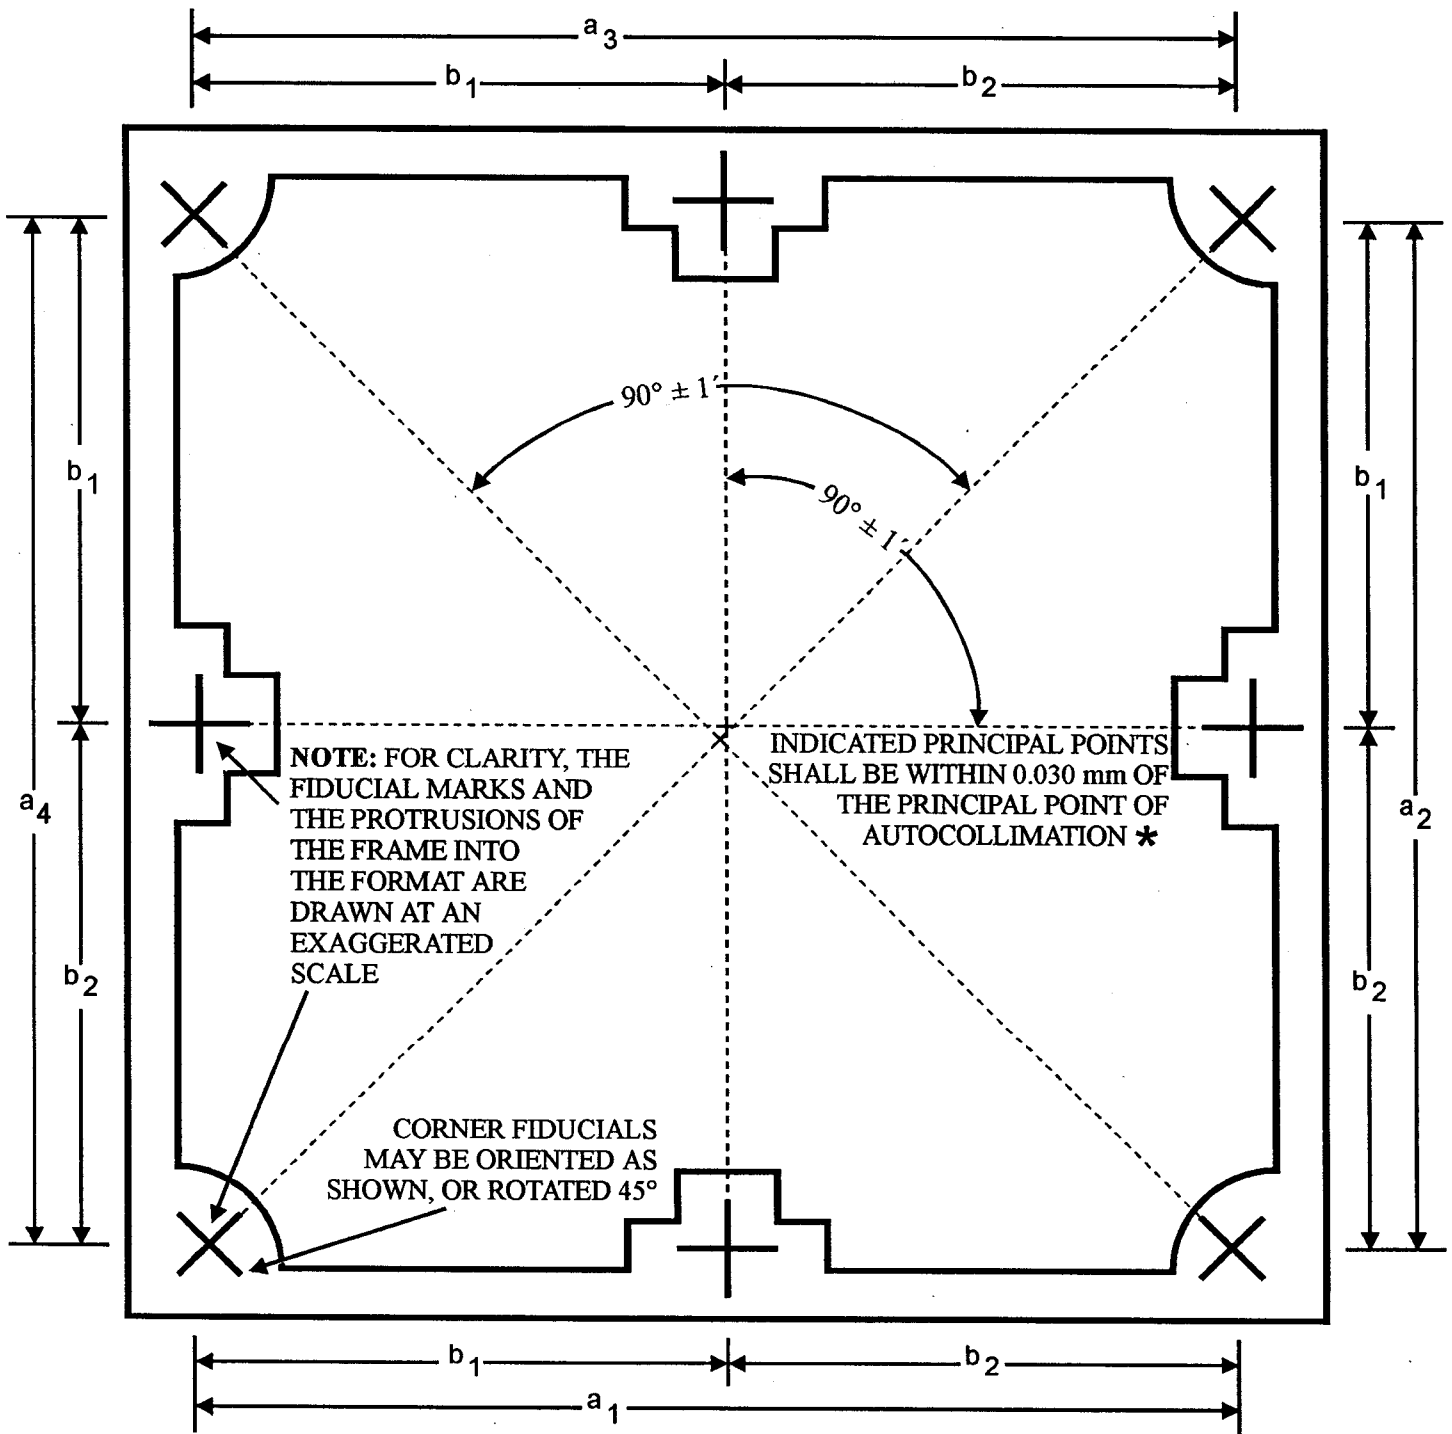 a3
b1 b2
90° ± 1′
b1
b1
90° ± 1′
NOTE: FOR CLARITY, THE
FIDUCIAL MARKS AND
THE PROTRUSIONS OF
THE FRAME INTO
THE FORMAT ARE
DRAWN AT AN
EXAGGERATED
SCALE
INDICATED PRINCIPAL POINTS
SHALL BE WITHIN 0.030 mm OF
THE PRINCIPAL POINT OF
AUTOCOLLIMATION *
a4
a2
b2
b2
CORNER FIDUCIALS
MAY BE ORIENTED AS
SHOWN, OR ROTATED 45°
b1 b2
a1